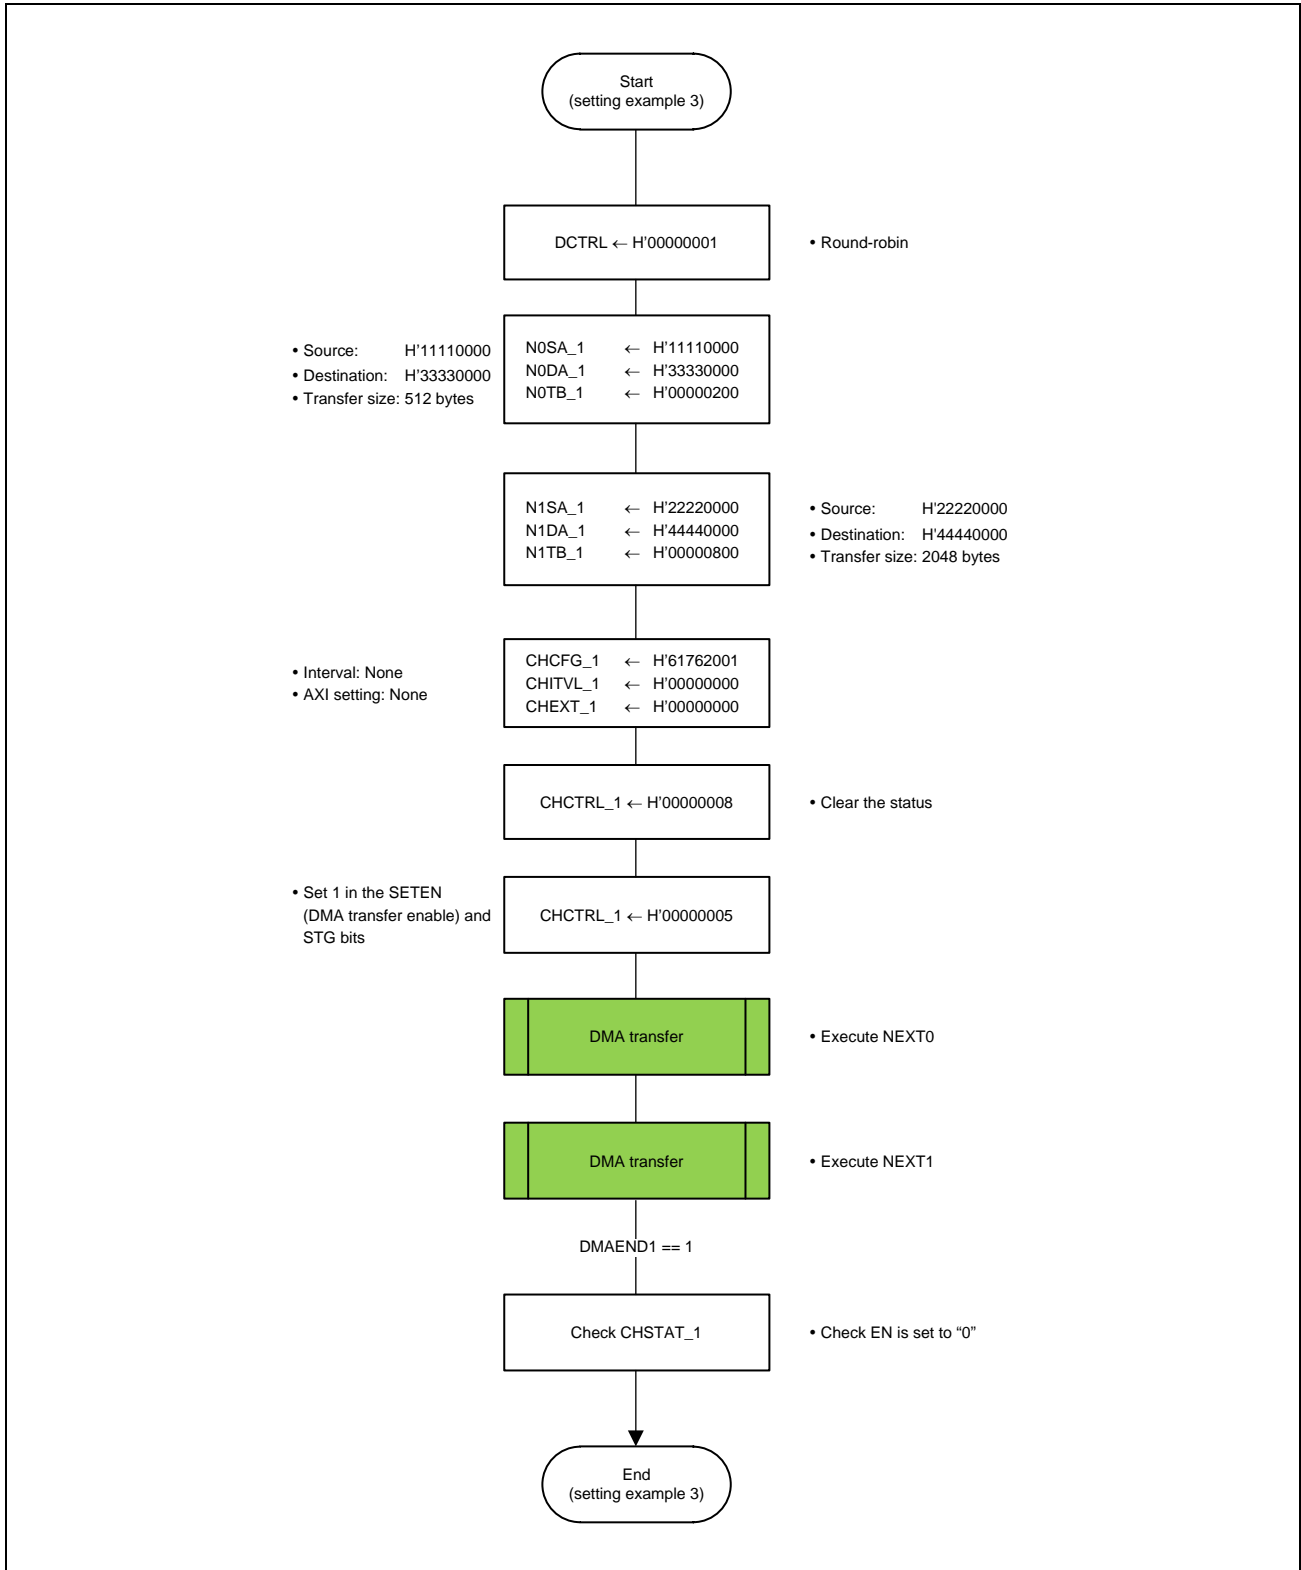 Start
(setting example 3)
DCTRL ← H'00000001
• Round-robin
• Source: H'11110000
• Destination: H'33330000
• Transfer size: 512 bytes
N0SA_1 ← H'11110000
N0DA_1 ← H'33330000
N0TB_1 ← H'00000200
N1SA_1 ← H'22220000
N1DA_1 ← H'44440000
N1TB_1 ← H'00000800
• Source: H'22220000
• Destination: H'44440000
• Transfer size: 2048 bytes
• Interval: None
• AXI setting: None
CHCFG_1 ← H'61762001
CHITVL_1 ← H'00000000
CHEXT_1 ← H'00000000
CHCTRL_1 ← H'00000008
• Clear the status
• Set 1 in the SETEN
(DMA transfer enable) and
STG bits
CHCTRL_1 ← H'00000005
DMA transfer
• Execute NEXT0
DMA transfer
• Execute NEXT1
DMAEND1 == 1
Check CHSTAT_1
• Check EN is set to “0”
End
(setting example 3)